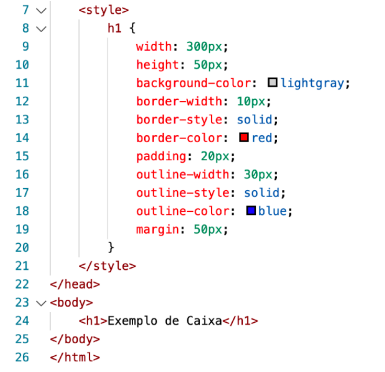 7 <style>
8 h1 {
9 width: 300px;
10 height: 50px;
11 background-color: lightgray;
12 border-width: 10px;
13 border-style: solid;
14 border-color: red;
15 padding: 20px;
16 outline-width: 30px;
17 outline-style: solid;
18 outline-color: blue;
19 margin: 50px;
20 }
21 </style>
22 </head>
23 <body>
24 <h1>Exemplo de Caixa</h1>
25 </body>
26 </html>